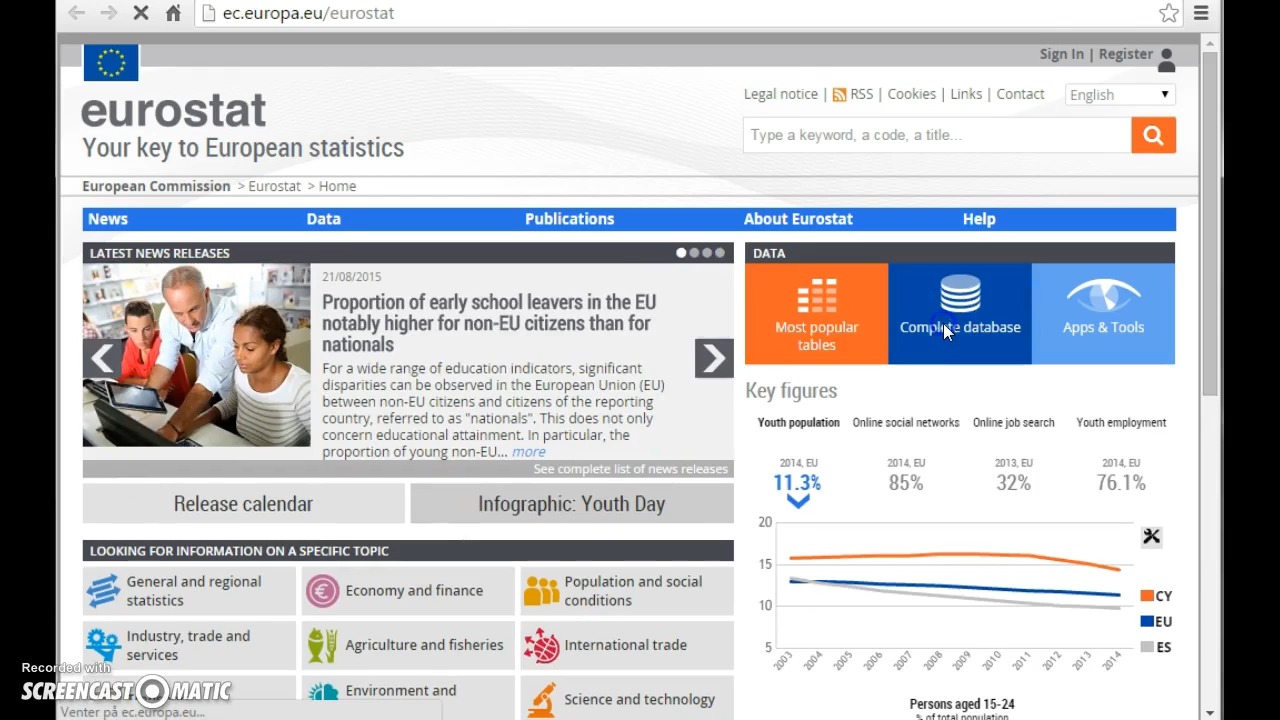 ec.europa.eu/eurostat
Sign In | Register
Legal notice | RSS | Cookies | Links | Contact
English
eurostat
Your key to European statistics
Type a keyword, a code, a title...
European Commission > Eurostat > Home
News Data Publications About Eurostat Help
LATEST NEWS RELEASES
21/08/2015
Proportion of early school leavers in the EU
notably higher for non-EU citizens than for
nationals
For a wide range of education indicators, significant
disparities can be observed in the European Union (EU)
between non-EU citizens and citizens of the reporting
country, referred to as "nationals". This does not only
concern educational attainment. In particular, the
proportion of young non-EU... more
See complete list of news releases
Release calendar
Infographic: Youth Day
LOOKING FOR INFORMATION ON A SPECIFIC TOPIC
General and regional
statistics
Economy and finance
Population and social
conditions
Industry, trade and
services
Agriculture and fisheries
International trade
Environment and
Science and technology
DATA
Most popular
tables
Complete database
Apps & Tools
Key figures
Youth population Online social networks Online job search Youth employment
2014, EU 2014, EU 2013, EU 2014, EU
11.3% 85% 32% 76.1%
20
15
10
5
2003 2004 2005 2006 2007 2008 2009 2010 2011 2012 2013 2014
CY
EU
ES
Persons aged 15-24
% of total population
Recorded with
SCREENCAST-O-MATIC
Venter på ec.europa.eu...